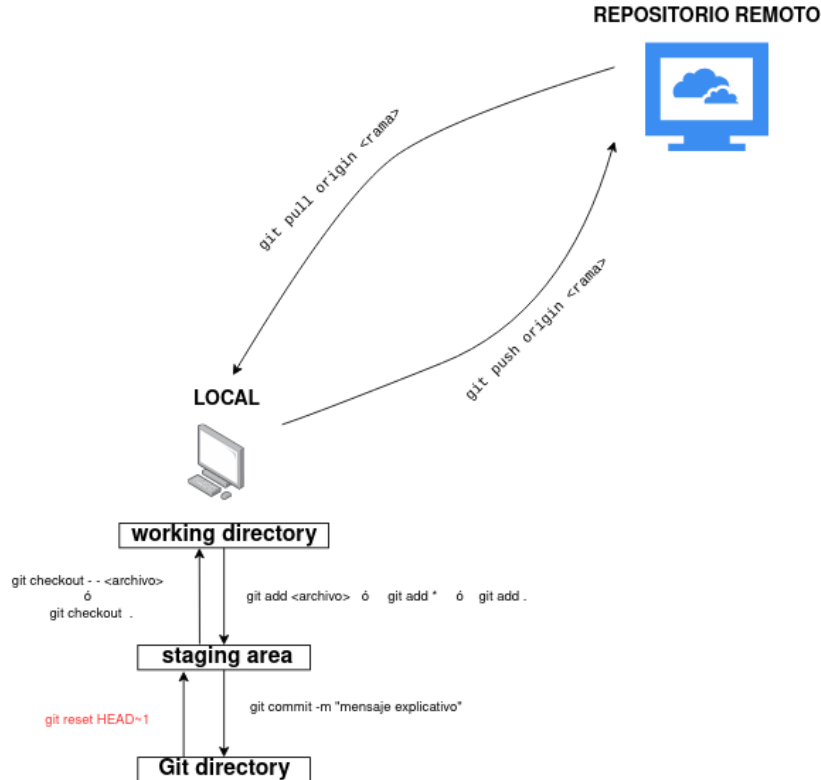 REPOSITORIO REMOTO
git pull origin <rama>
git push origin <rama>
LOCAL
working directory
git checkout - - <archivo>
ó
git checkout .
git add <archivo> ó git add * ó git add .
staging area
git reset HEAD~1
git commit -m "mensaje explicativo"
Git directory